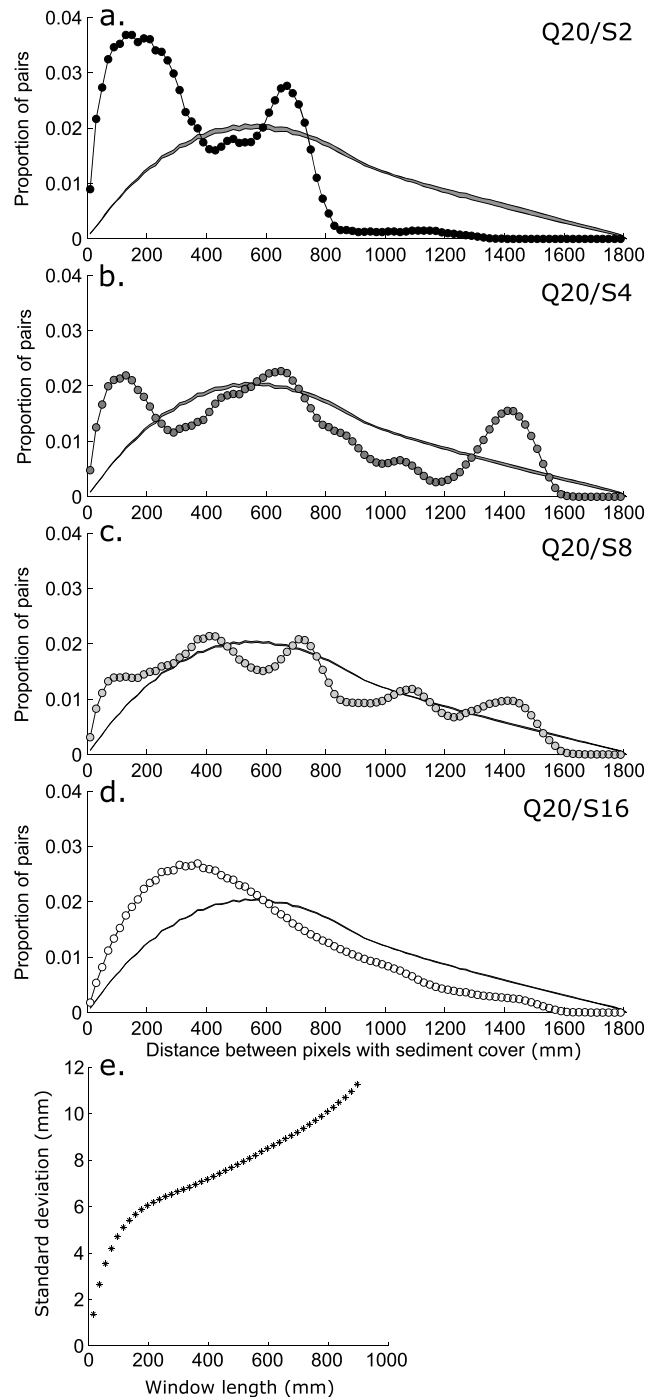 a.
Q20/S2
Proportion of pairs
0.04
0.03
0.02
0.01
0
0 200 400 600 800 1000 1200 1400 1600 1800
b.
Q20/S4
Proportion of pairs
0.04
0.03
0.02
0.01
0
0 200 400 600 800 1000 1200 1400 1600 1800
c.
Q20/S8
Proportion of pairs
0.04
0.03
0.02
0.01
0
0 200 400 600 800 1000 1200 1400 1600 1800
d.
Q20/S16
Proportion of pairs
0.04
0.03
0.02
0.01
0
0 200 400 600 800 1000 1200 1400 1600 1800
Distance between pixels with sediment cover (mm)
e.
Standard deviation (mm)
12
10
8
6
4
2
0
0 200 400 600 800 1000
Window length (mm)